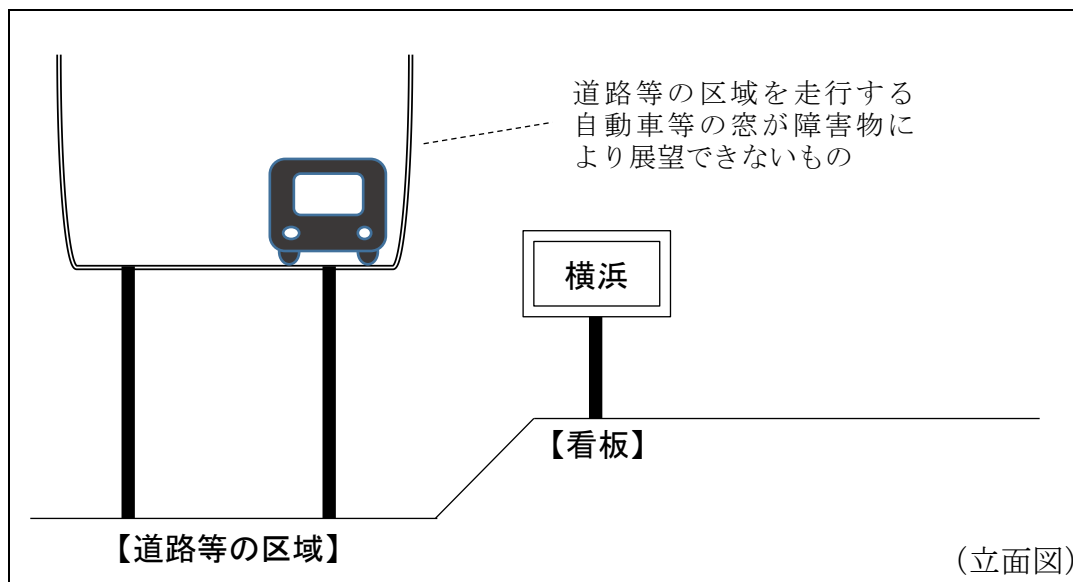 道路等の区域を走行する
自動車等の窓が障害物に
より展望できないもの
横浜
【看板】
【道路等の区域】
（立面図）